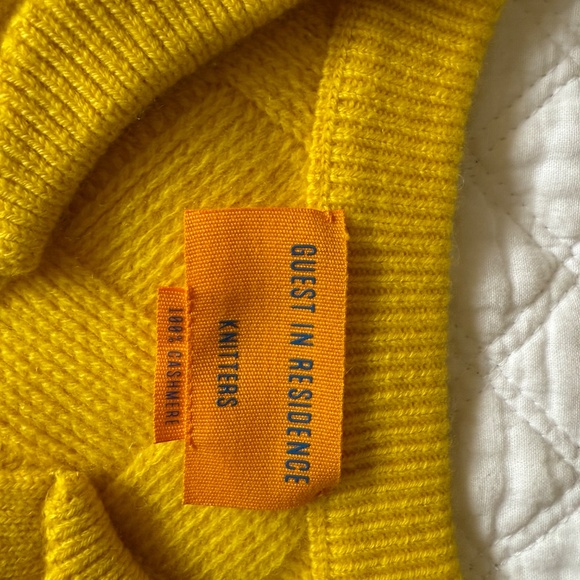 GUEST IN RESIDENCE
KNITTERS
100% CASHMERE